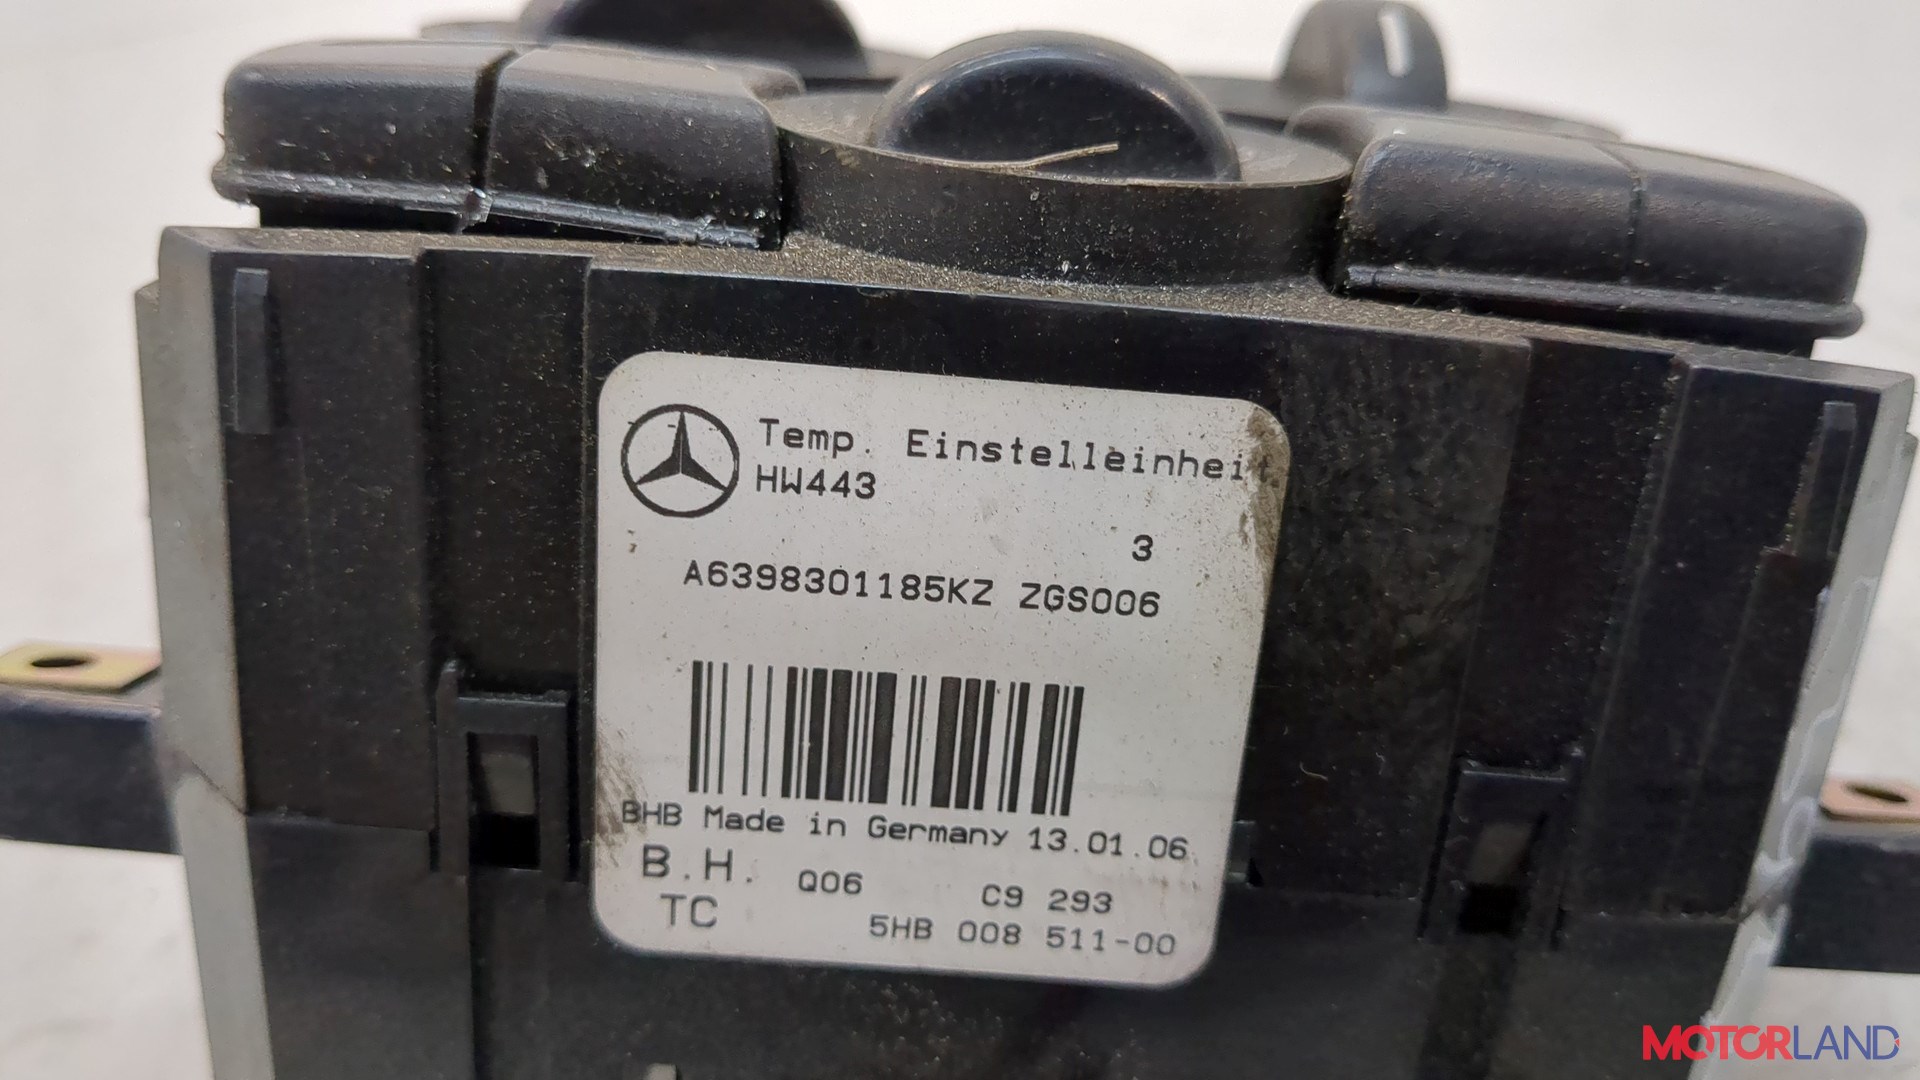 Temp. Einstelleinheit
HW443
3
A6398301185KZ ZGS006
BHB Made in Germany 13.01.06
B.H. Q06 C9 293
TC 5HB 008 511-00
MOTORLAND